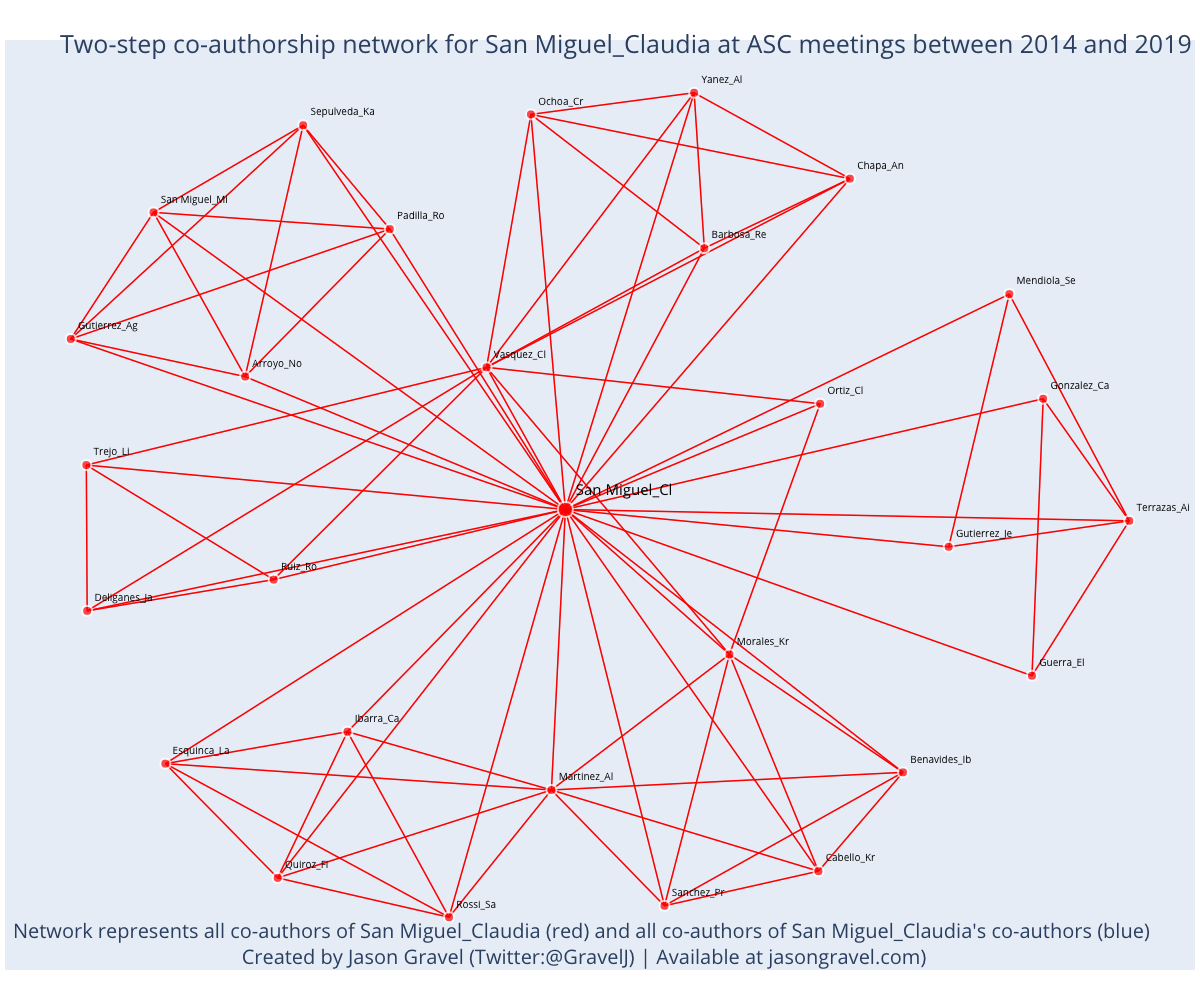 Two-step co-authorship network for San Miguel_Claudia at ASC meetings between 2014 and 2019
Yanez_Al
Ochoa_Cr
Sepulveda_Ka
Chapa_An
San Miguel_Mi
Padilla_Ro
Barbosa_Re
Mendiola_Se
Gutierrez_Ag
Vasquez_Cl
Arroyo_No
Ortiz_Cl
Gonzalez_Ca
Trejo_Li
San Miguel_Cl
Terrazas_Ai
Gutierrez_Je
Ruiz_Ro
Deliganes_Ja
Morales_Kr
Guerra_El
Ibarra_Ca
Esquinca_La
Benavides_Ib
Martinez_Al
Quiroz_Fi
Cabello_Kr
Sanchez_Pr
Rossi_Sa
Network represents all co-authors of San Miguel_Claudia (red) and all co-authors of San Miguel_Claudia's co-authors (blue)
Created by Jason Gravel (Twitter:@GravelJ) | Available at jasongravel.com)